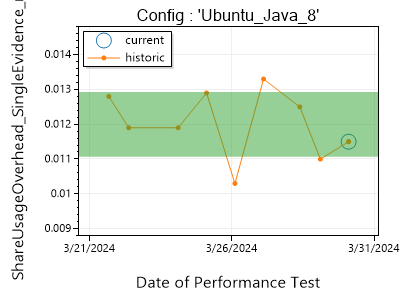 Config : 'Ubuntu_Java_8'
current
historic
0.014
0.013
0.012
0.011
0.01
0.009
ShareUsageOverhead_SingleEvidence_
3/21/2024
3/26/2024
3/31/2024
Date of Performance Test